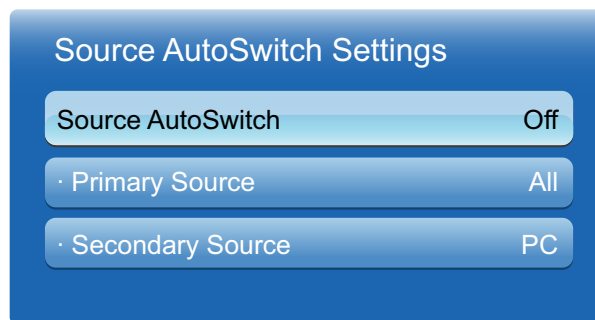 Source AutoSwitch Settings
Source AutoSwitch Off
· Primary Source All
· Secondary Source PC